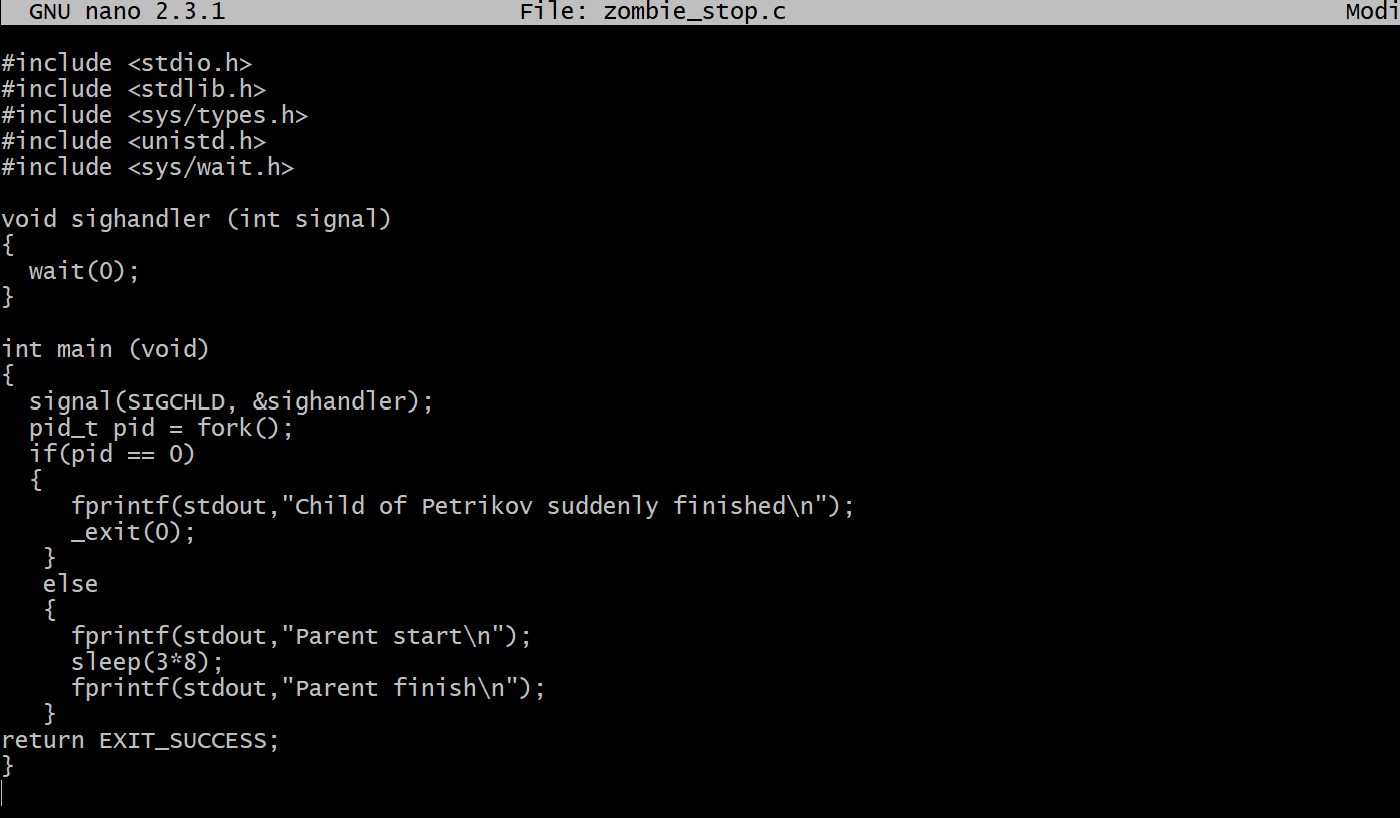 GNU nano 2.3.1 File: zombie_stop.c Modi
#include <stdio.h>
#include <stdlib.h>
#include <sys/types.h>
#include <unistd.h>
#include <sys/wait.h>
void sighandler (int signal)
{
  wait(0);
}
int main (void)
{
  signal(SIGCHLD, &sighandler);
  pid_t pid = fork();
  if(pid == 0)
  {
     fprintf(stdout,"Child of Petrikov suddenly finished\n");
     _exit(0);
   }
   else
   {
     fprintf(stdout,"Parent start\n");
     sleep(3*8);
     fprintf(stdout,"Parent finish\n");
   }
return EXIT_SUCCESS;
}